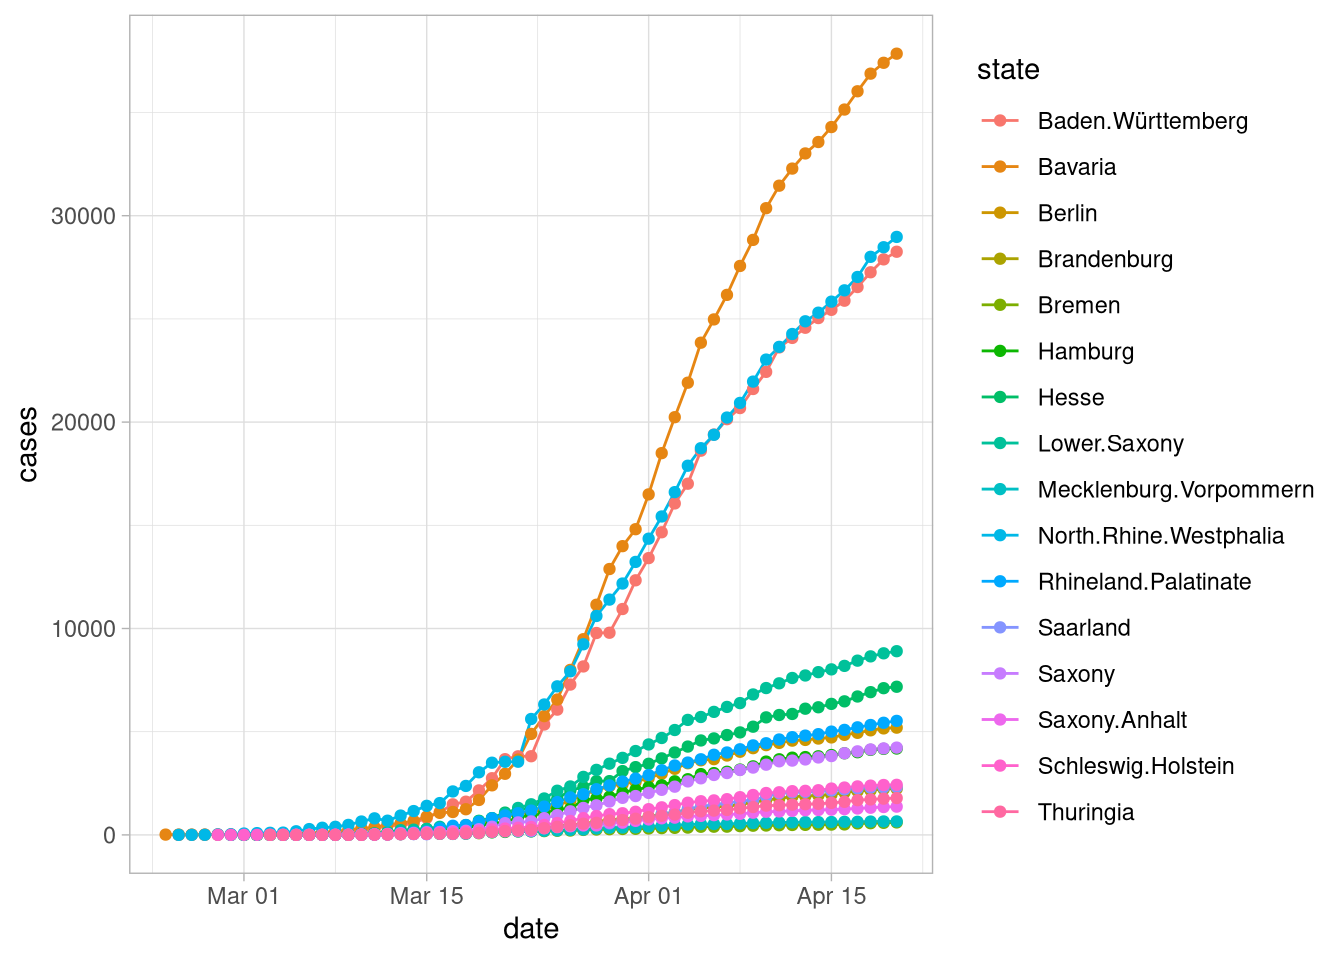 state
Baden.Württemberg
Bavaria
Berlin
Brandenburg
Bremen
Hamburg
Hesse
Lower.Saxony
Mecklenburg.Vorpommern
North.Rhine.Westphalia
Rhineland.Palatinate
Saarland
Saxony
Saxony.Anhalt
Schleswig.Holstein
Thuringia
cases
30000
20000
10000
0
Mar 01
Mar 15
Apr 01
Apr 15
date